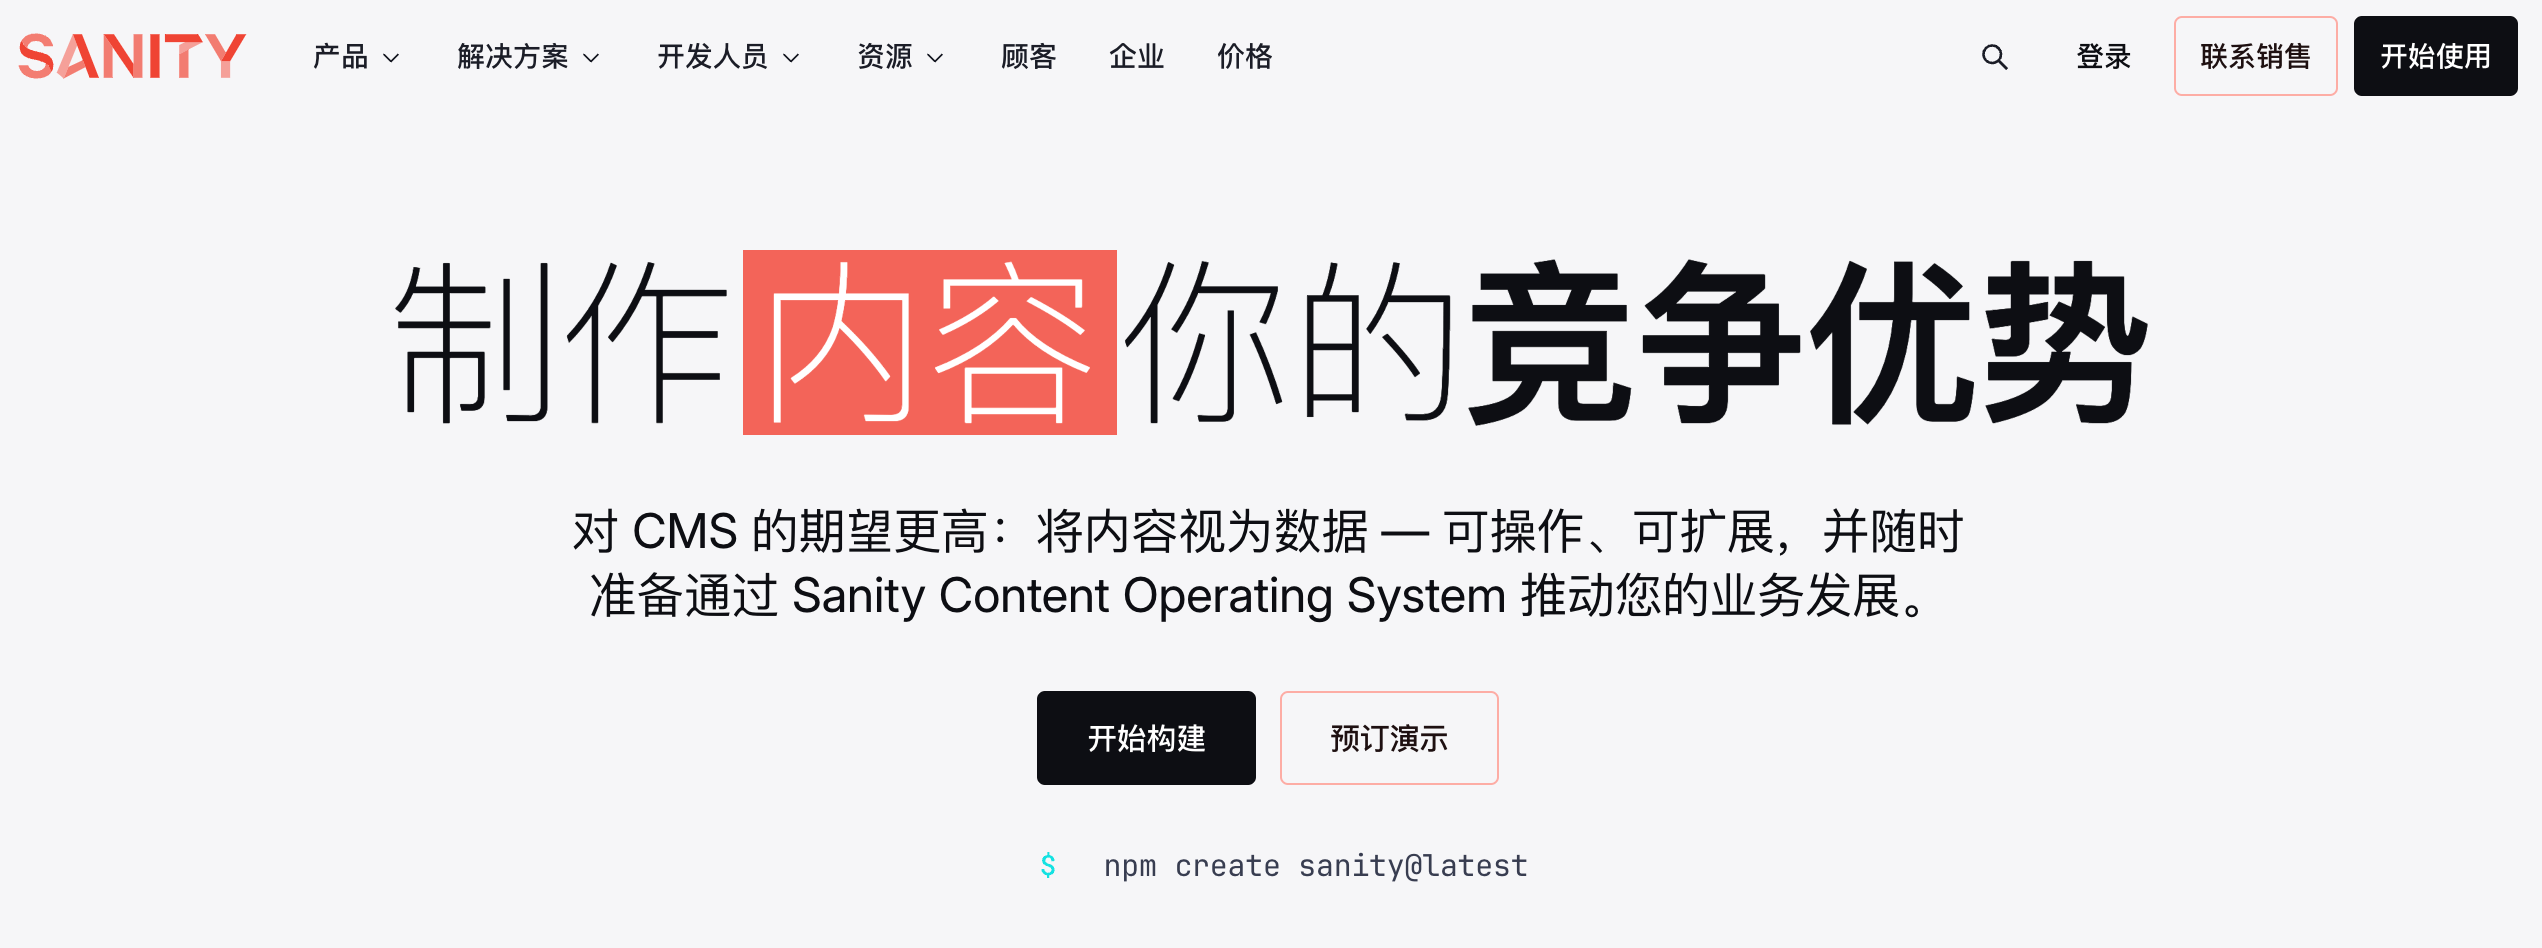 SANITY 产品 解决方案 开发人员 资源 顾客 企业 价格 登录 联系销售 开始使用
制作内容你的竞争优势
对 CMS 的期望更高：将内容视为数据 — 可操作、可扩展，并随时
准备通过 Sanity Content Operating System 推动您的业务发展。
开始构建 预订演示
$ npm create sanity@latest